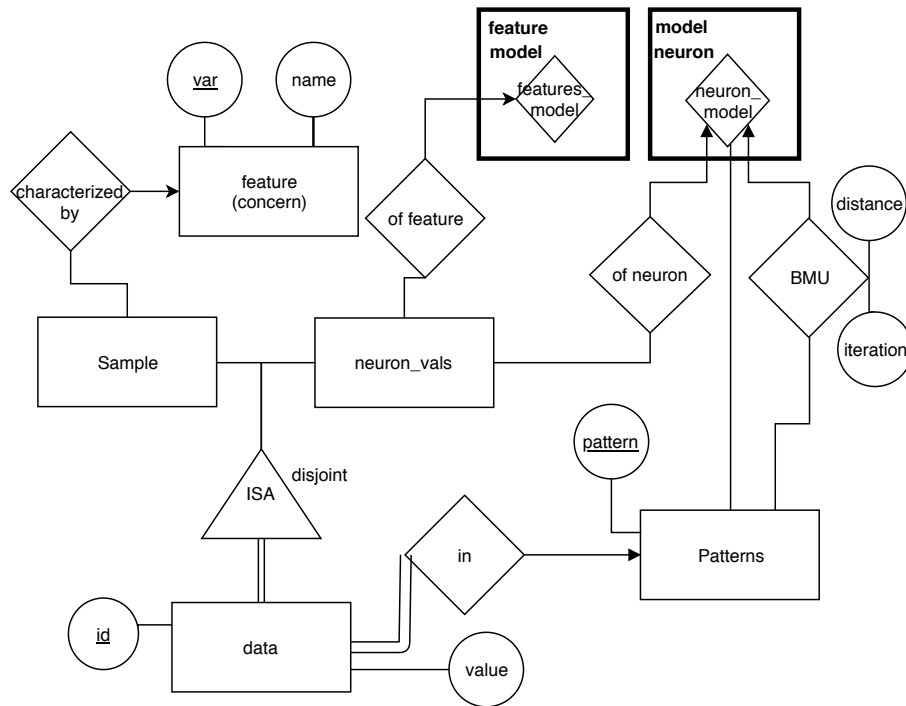 feature
model
model
neuron
var
name
features_
model
neuron_
model
characterized
by
feature
(concern)
of feature
distance
of neuron
BMU
Sample
neuron_vals
iteration
pattern
ISA
disjoint
in
Patterns
id
data
value